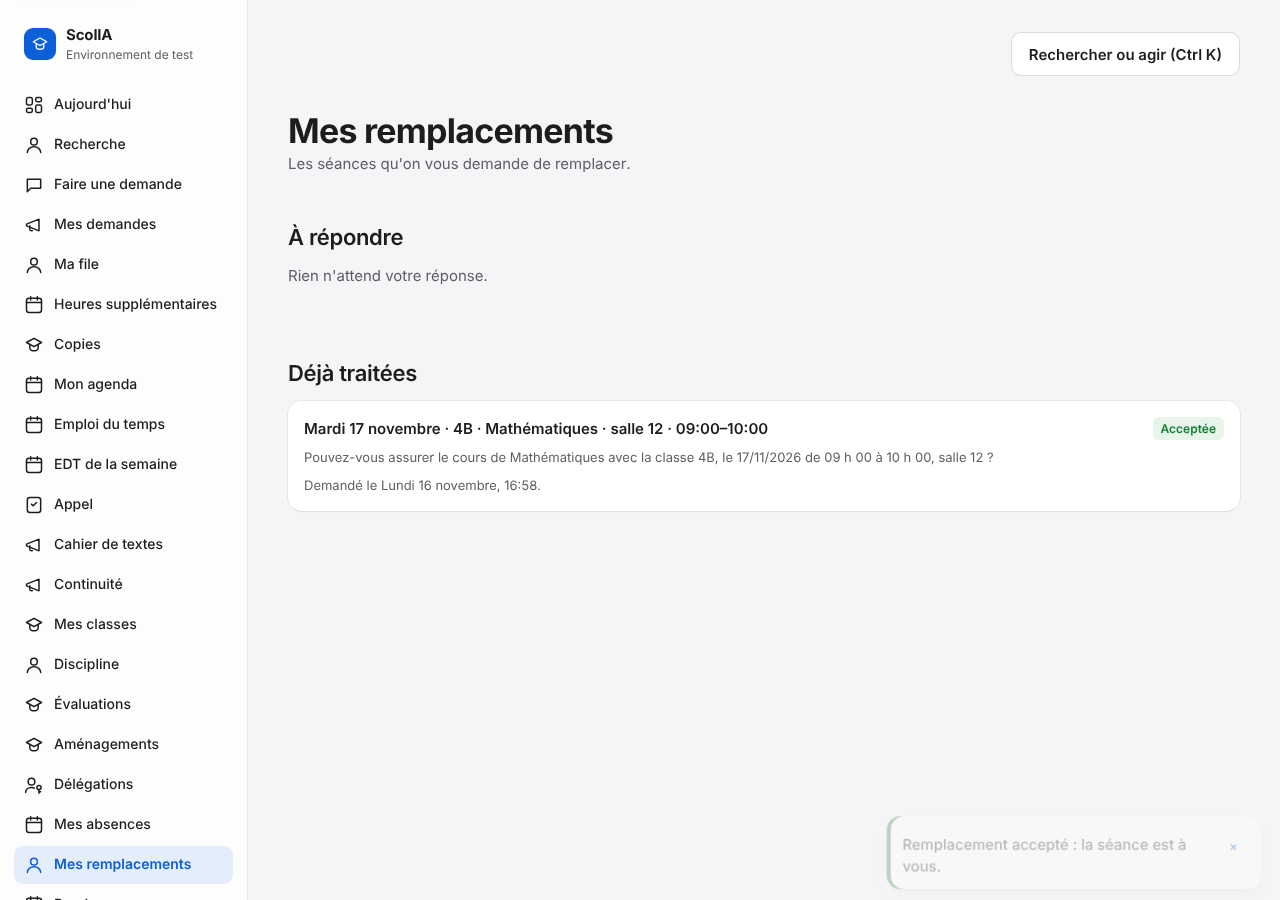 ScolIA
Environnement de test
Aujourd'hui
Recherche
Faire une demande
Mes demandes
Ma file
Heures supplémentaires
Copies
Mon agenda
Emploi du temps
EDT de la semaine
Appel
Cahier de textes
Continuité
Mes classes
Discipline
Évaluations
Aménagements
Délégations
Mes absences
Mes remplacements
Rechercher ou agir (Ctrl K)
Mes remplacements
Les séances qu'on vous demande de remplacer.
À répondre
Rien n'attend votre réponse.
Déjà traitées
Mardi 17 novembre · 4B · Mathématiques · salle 12 · 09:00–10:00
Acceptée
Pouvez-vous assurer le cours de Mathématiques avec la classe 4B, le 17/11/2026 de 09 h 00 à 10 h 00, salle 12 ?
Demandé le Lundi 16 novembre, 16:58.
Remplacement accepté : la séance est à
vous.
×